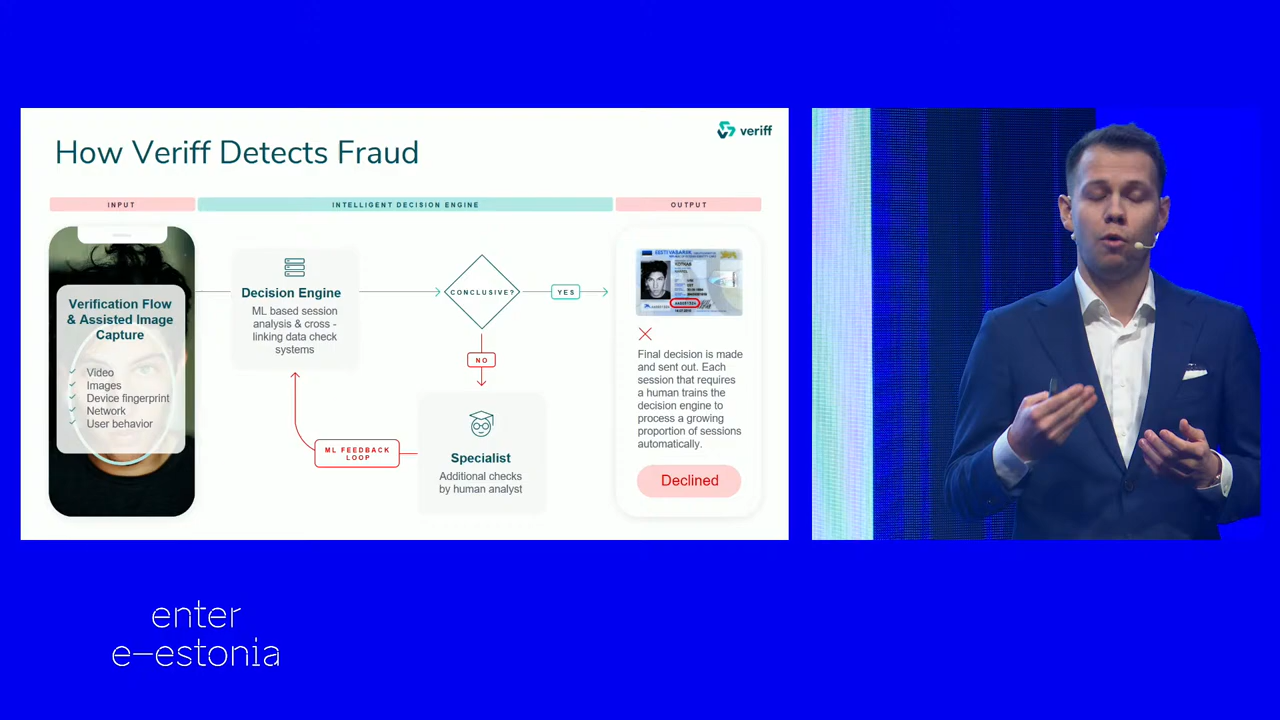 How Veriff Detects Fraud
veriff
INPUT
INTELLIGENT DECISION ENGINE
OUTPUT
Verification Flow
& Assisted Image
Capture
Video
Images
Device fingerprint
Network
User behavior
Decision Engine
ML based session
analysis & cross -
linking data check
systems
CONCLUSIVE?
YES
NO
ML FEEDBACK
LOOP
Specialist
Additional checks
by human analyst
EESTI VABARIIK
Final decision is made
and sent out. Each
session that requires
a human trains the
decision engine to
process a growing
proportion of sessions
automatically.
Declined
enter
e–estonia